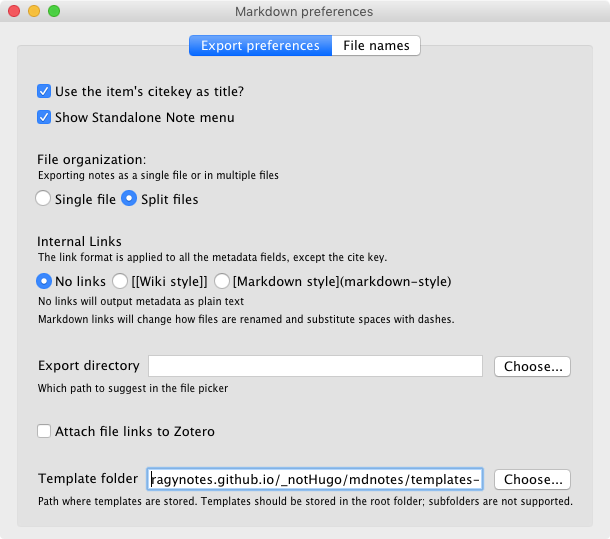 Markdown preferences
Export preferences File names
Use the item's citekey as title?
Show Standalone Note menu
File organization:
Exporting notes as a single file or in multiple files
Single file Split files
Internal Links
The link format is applied to all the metadata fields, except the cite key.
No links [[Wiki style]] [Markdown style](markdown-style)
No links will output metadata as plain text
Markdown links will change how files are renamed and substitute spaces with dashes.
Export directory Choose...
Which path to suggest in the file picker
Attach file links to Zotero
Template folder ragynotes.github.io/_notHugo/mdnotes/templates- Choose...
Path where templates are stored. Templates should be stored in the root folder; subfolders are not supported.